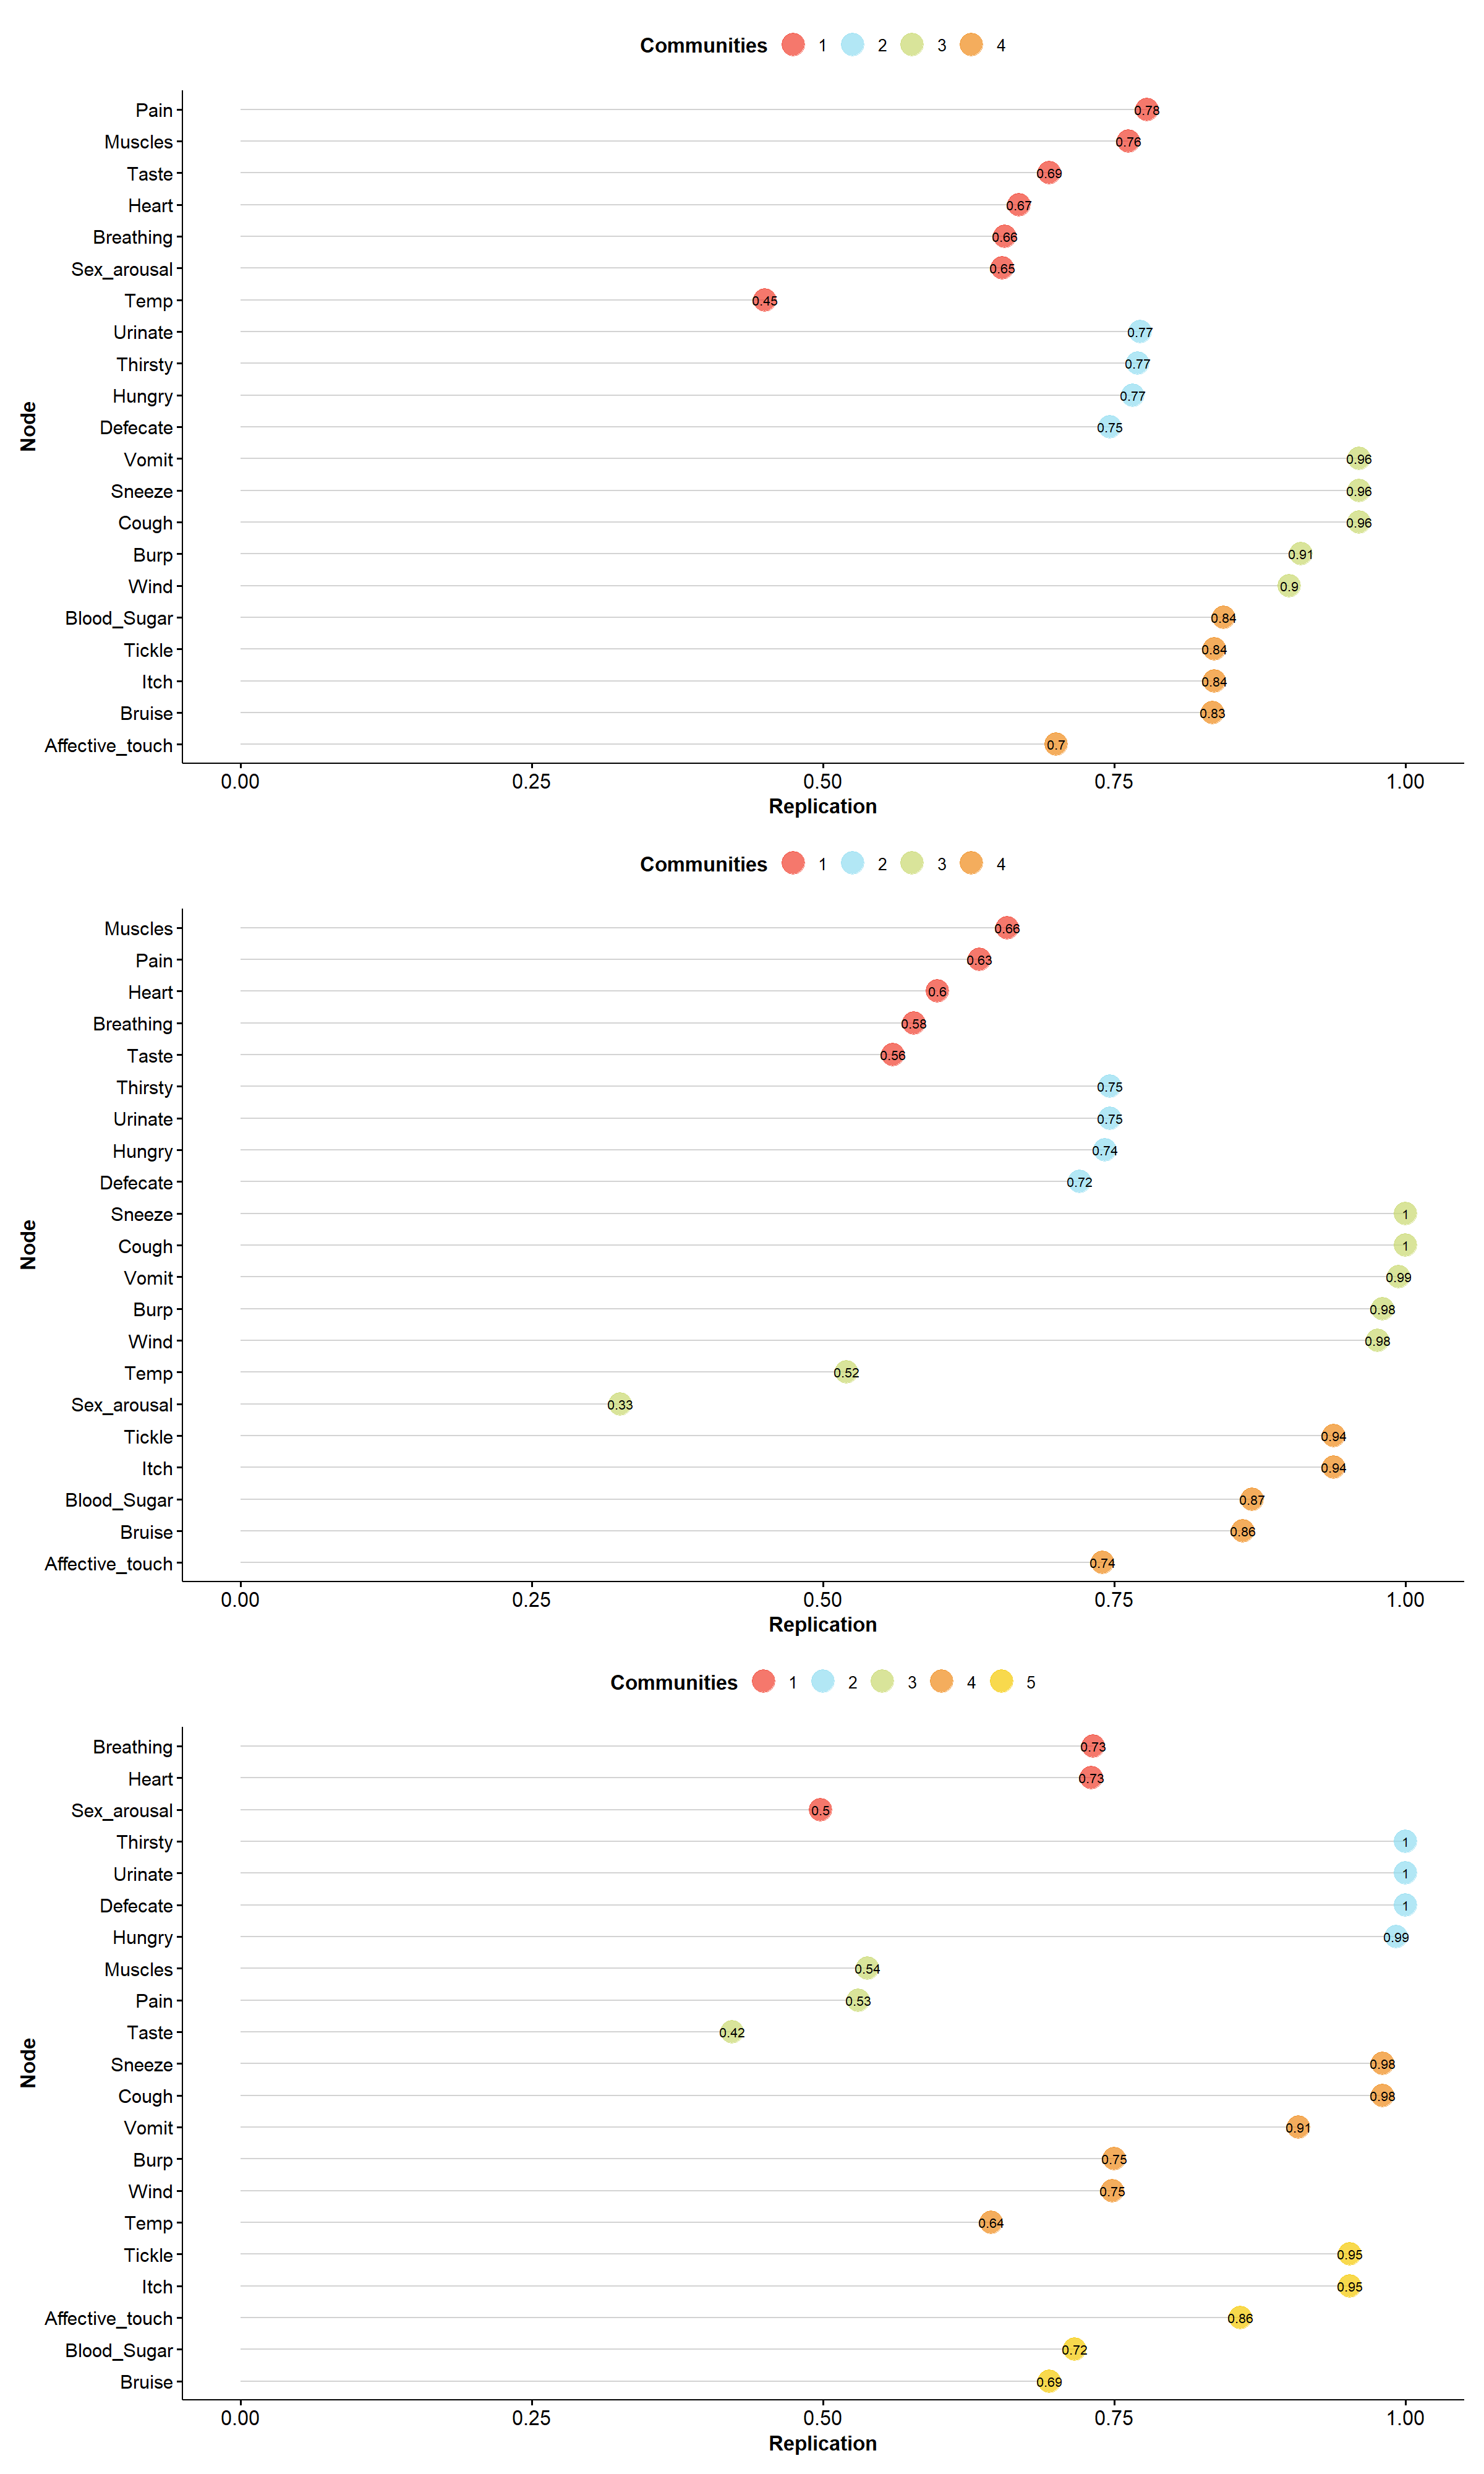 Communities 1 2 3 4
Pain 0.78
Muscles 0.76
Taste 0.69
Heart 0.67
Breathing 0.66
Sex_arousal 0.65
Temp 0.45
Urinate 0.77
Thirsty 0.77
Hungry 0.77
Node
Defecate 0.75
Vomit 0.96
Sneeze 0.96
Cough 0.96
Burp 0.91
Wind 0.9
Blood_Sugar 0.84
Tickle 0.84
Itch 0.84
Bruise 0.83
Affective_touch 0.7
0.00 0.25 0.50 0.75 1.00
Replication
Communities 1 2 3 4
Muscles 0.66
Pain 0.63
Heart 0.6
Breathing 0.58
Taste 0.56
Thirsty 0.75
Urinate 0.75
Hungry 0.74
Defecate 0.72
Sneeze 1
Node
Cough 1
Vomit 0.99
Burp 0.98
Wind 0.98
Temp 0.52
Sex_arousal 0.33
Tickle 0.94
Itch 0.94
Blood_Sugar 0.87
Bruise 0.86
Affective_touch 0.74
0.00 0.25 0.50 0.75 1.00
Replication
Communities 1 2 3 4 5
Breathing 0.73
Heart 0.73
Sex_arousal 0.5
Thirsty 1
Urinate 1
Defecate 1
Hungry 0.99
Muscles 0.54
Pain 0.53
Taste 0.42
Node
Sneeze 0.98
Cough 0.98
Vomit 0.91
Burp 0.75
Wind 0.75
Temp 0.64
Tickle 0.95
Itch 0.95
Affective_touch 0.86
Blood_Sugar 0.72
Bruise 0.69
0.00 0.25 0.50 0.75 1.00
Replication